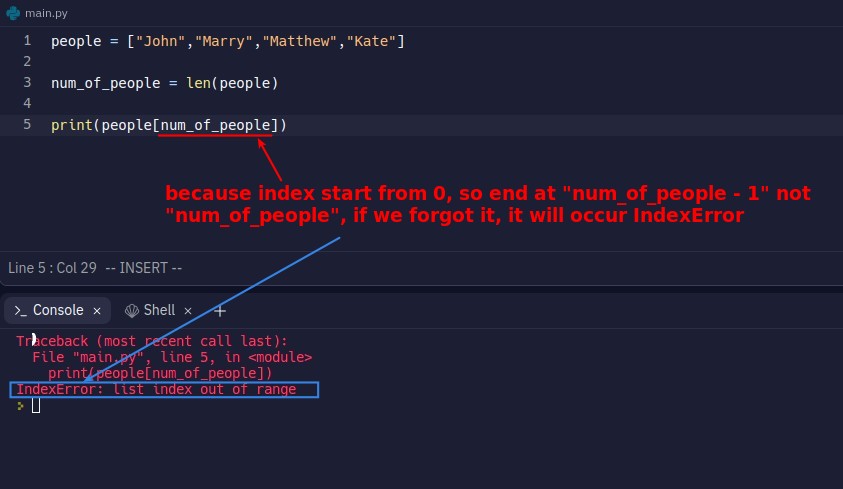 main.py
1 people = ["John","Marry","Matthew","Kate"]
2
3 num_of_people = len(people)
4
5 print(people[num_of_people])
because index start from 0, so end at "num_of_people - 1" not
"num_of_people", if we forgot it, it will occur IndexError
Line 5 : Col 29 -- INSERT --
>_ Console × Shell × +
Traceback (most recent call last):
File "main.py", line 5, in <module>
print(people[num_of_people])
IndexError: list index out of range